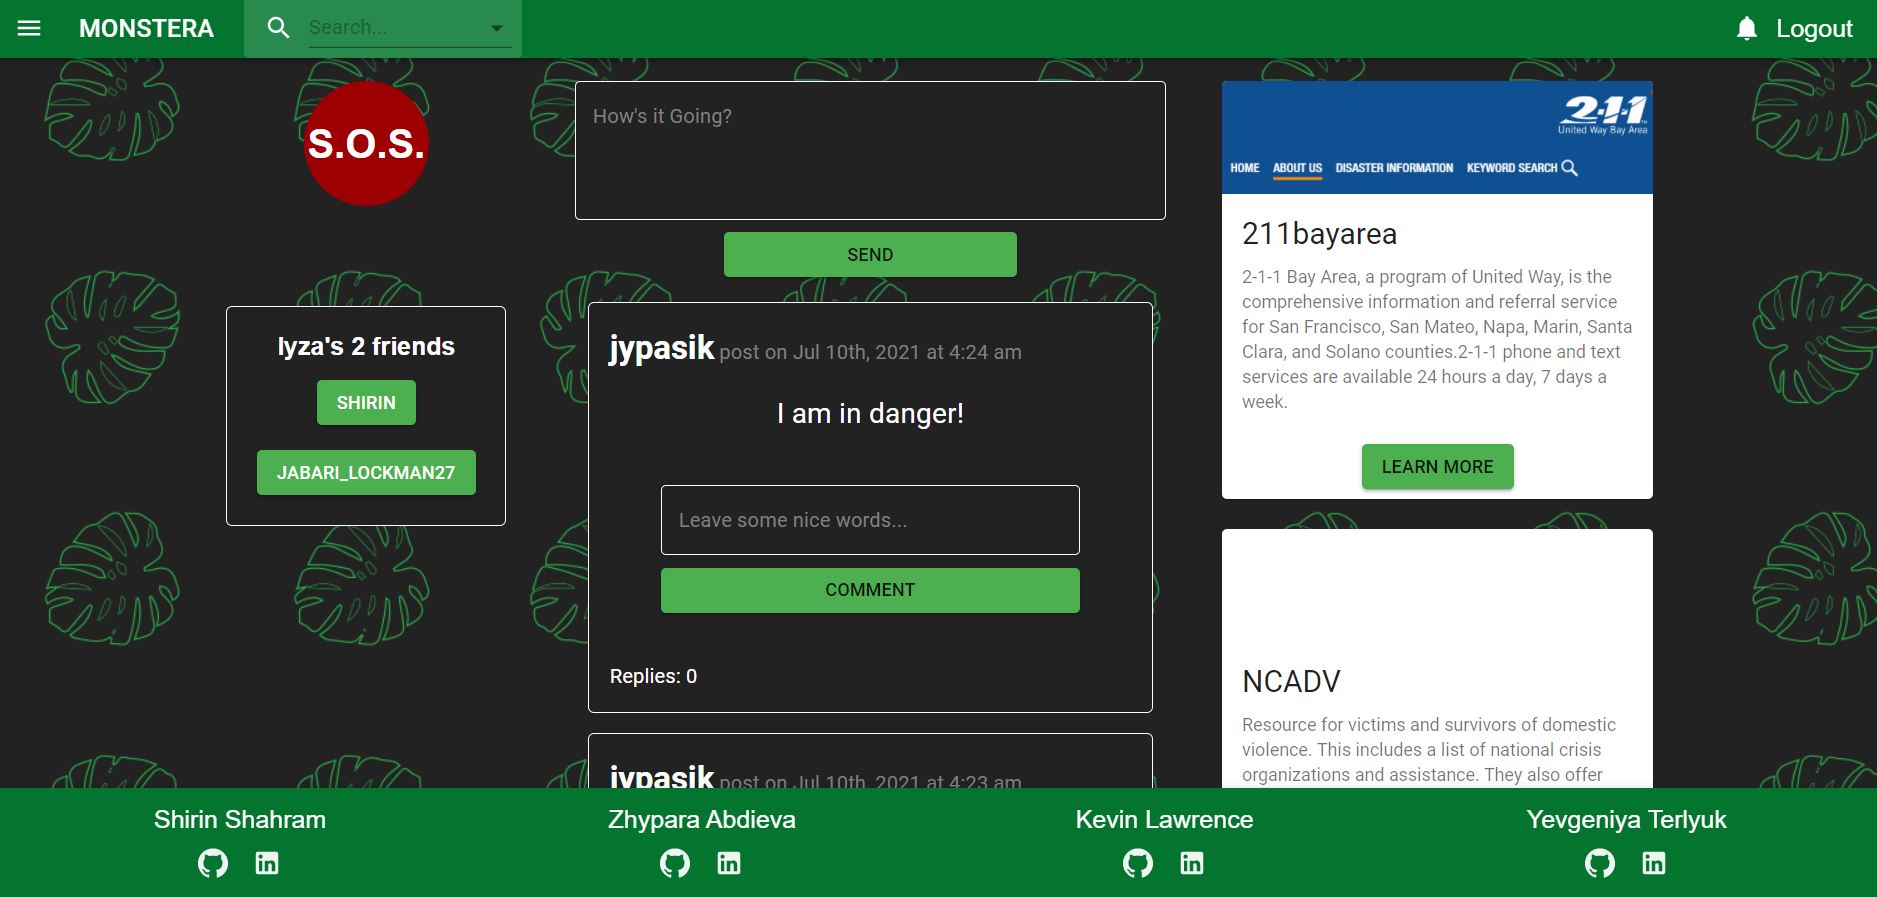 MONSTERA
Search...
Logout
S.O.S.
lyza's 2 friends
SHIRIN
JABARI_LOCKMAN27
How's it Going?
SEND
jypasik post on Jul 10th, 2021 at 4:24 am
I am in danger!
Leave some nice words...
COMMENT
Replies: 0
jypasik post on Jul 10th, 2021 at 4:23 am
2-1-1
United Way Bay Area
HOME ABOUT US DISASTER INFORMATION KEYWORD SEARCH
211bayarea
2-1-1 Bay Area, a program of United Way, is the
comprehensive information and referral service
for San Francisco, San Mateo, Napa, Marin, Santa
Clara, and Solano counties.2-1-1 phone and text
services are available 24 hours a day, 7 days a
week.
LEARN MORE
NCADV
Resource for victims and survivors of domestic
violence. This includes a list of national crisis
organizations and assistance. They also offer
Shirin Shahram
Zhypara Abdieva
Kevin Lawrence
Yevgeniya Terlyuk